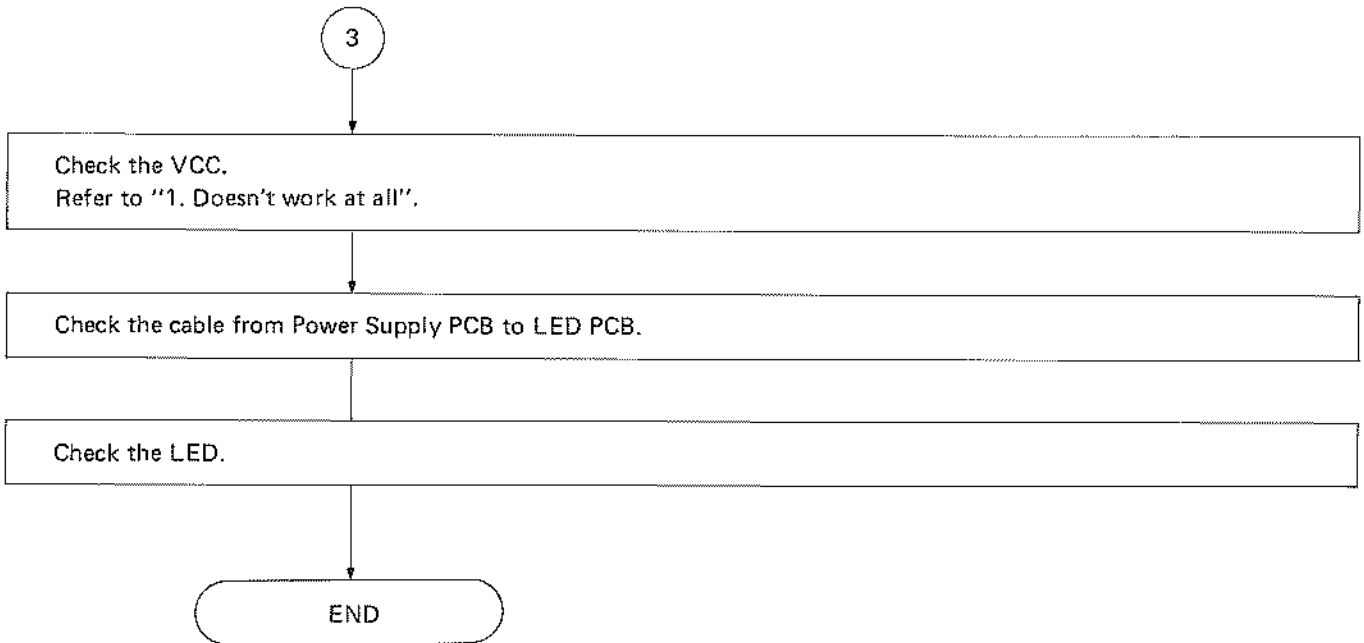 3
Check the VCC.
Refer to "1. Doesn't work at all".
Check the cable from Power Supply PCB to LED PCB.
Check the LED.
END